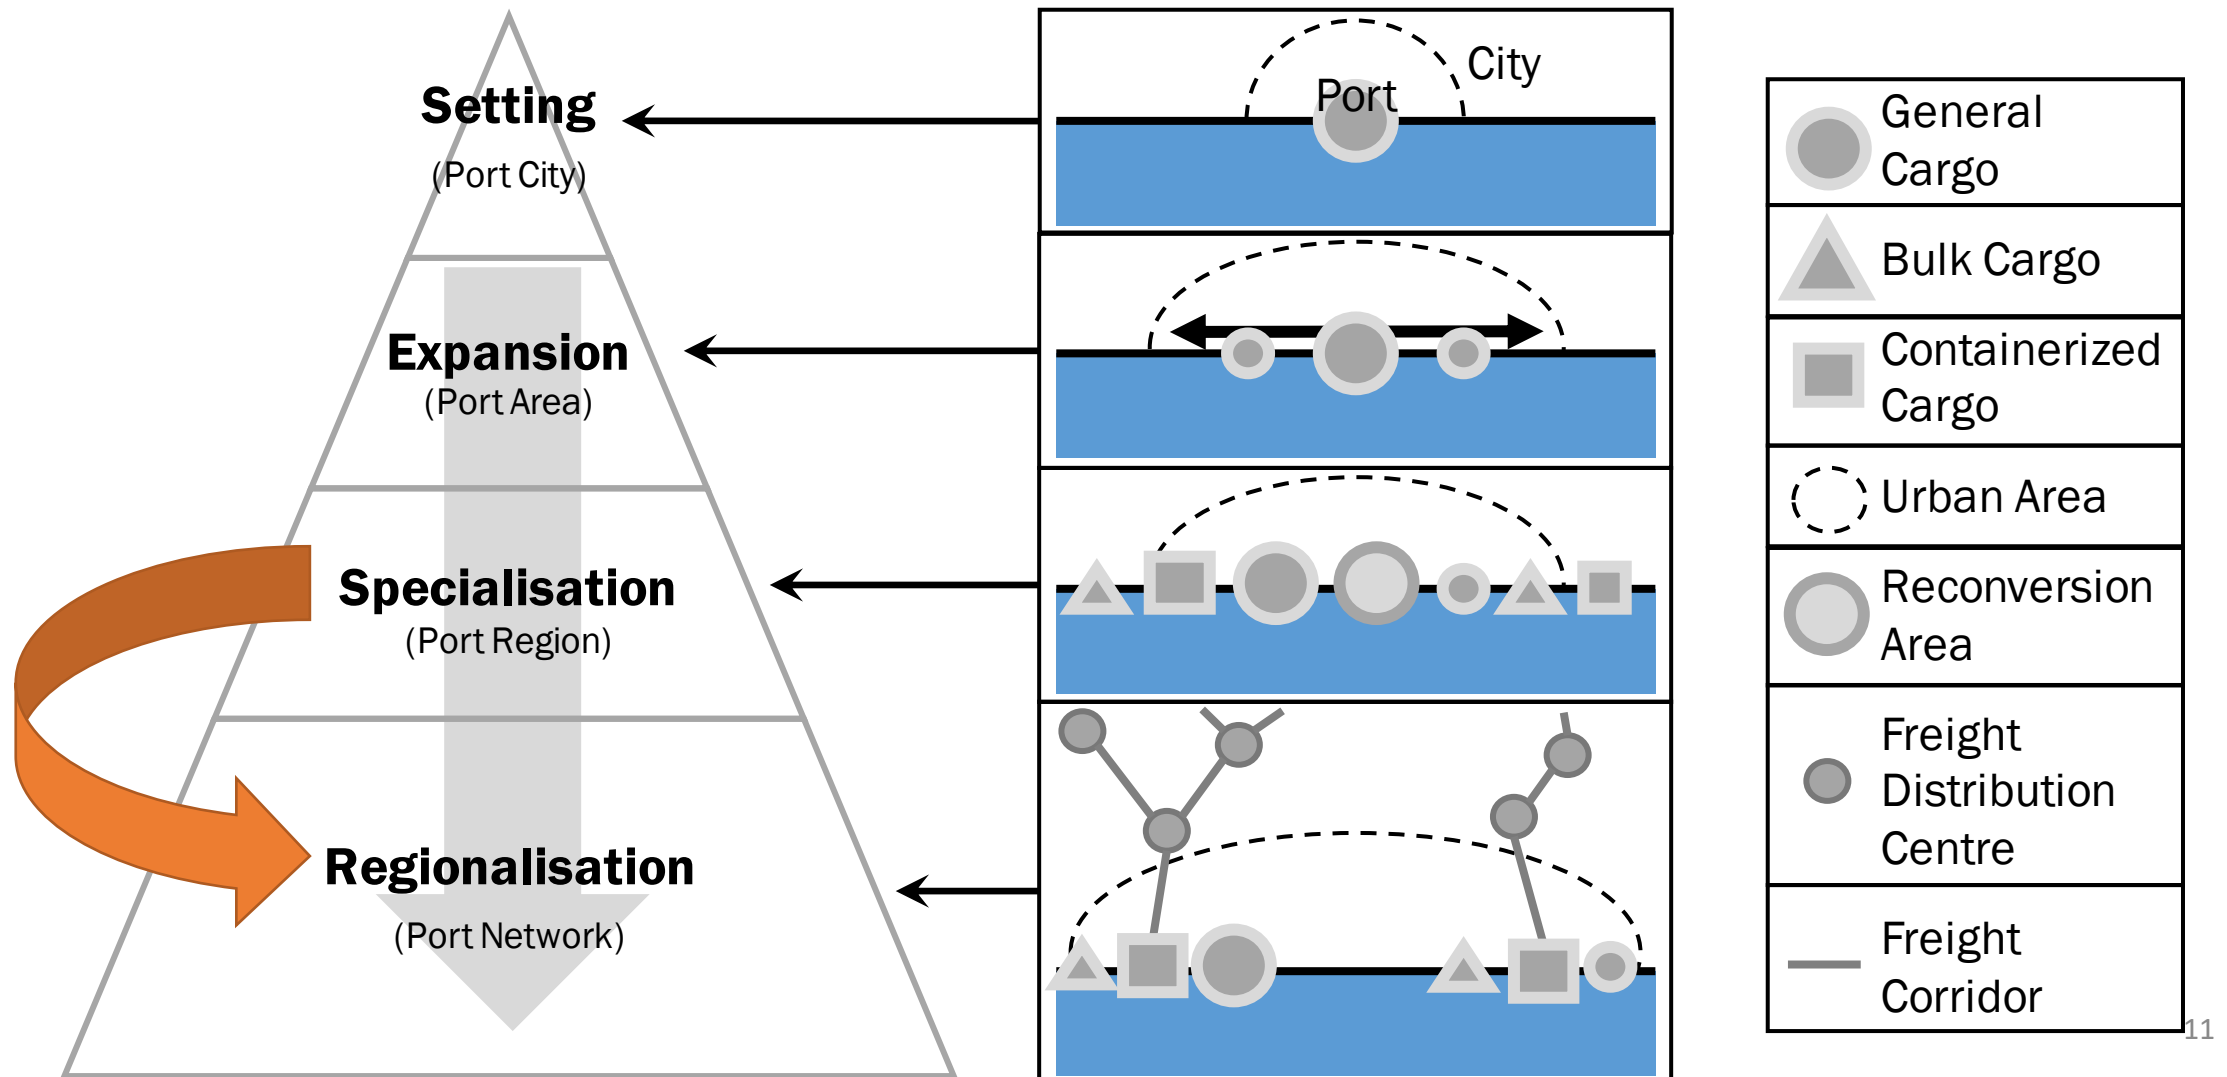 Setting
(Port City)
Expansion
(Port Area)
Specialisation
(Port Region)
Regionalisation
(Port Network)
City
Port
General
Cargo
Bulk Cargo
Containerized
Cargo
Urban Area
Reconversion
Area
Freight
Distribution
Centre
Freight
Corridor
11